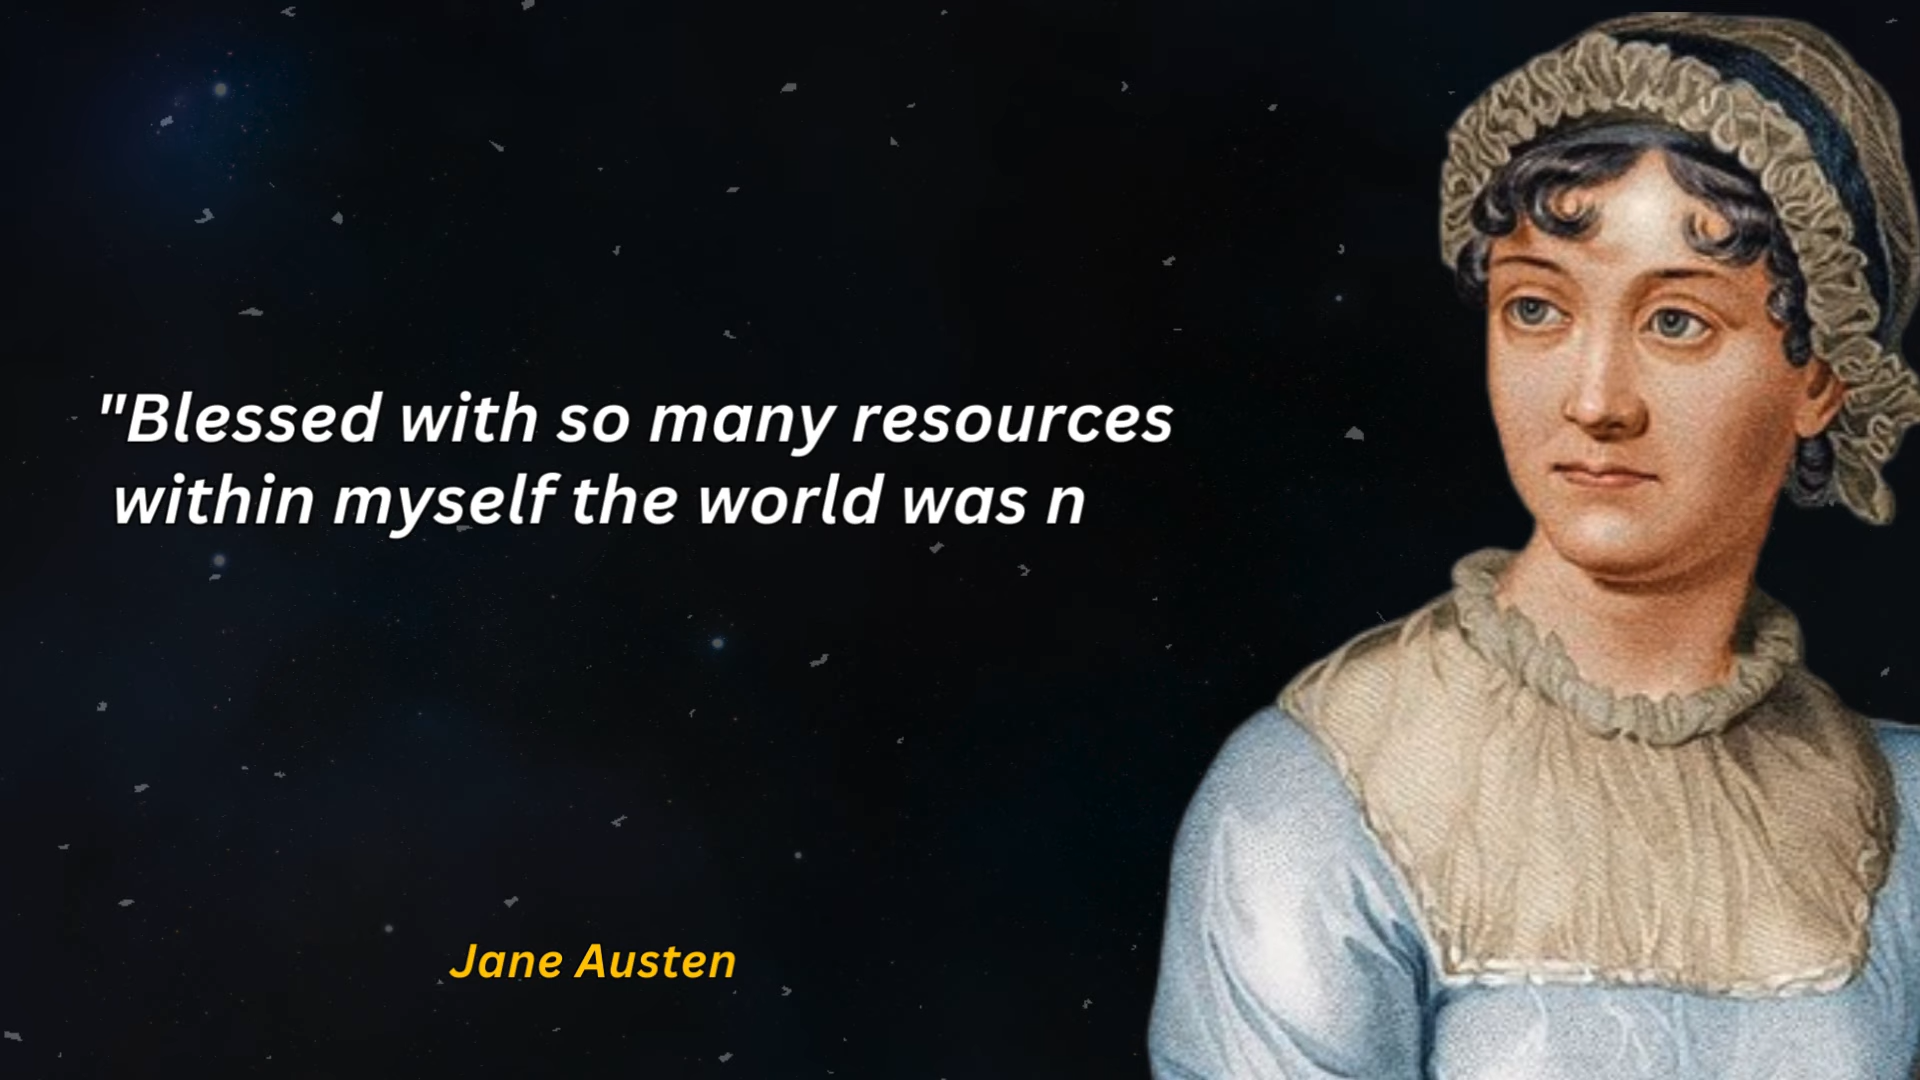 "Blessed with so many resources
within myself the world was n
Jane Austen